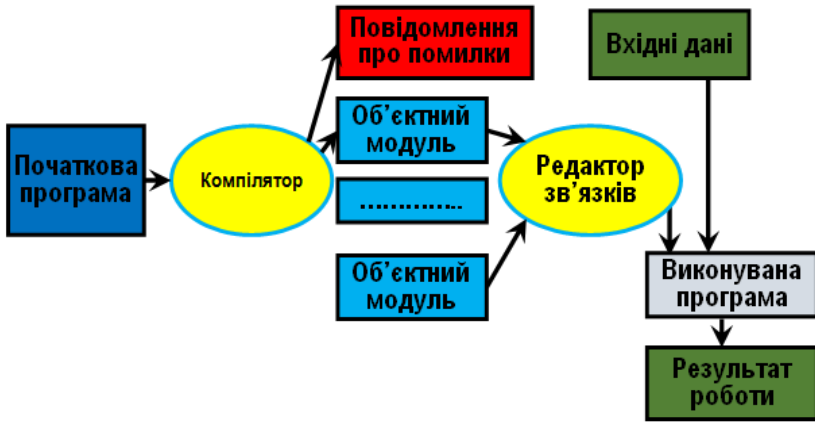 Повідомлення
про помилки
Вхідні дані
Початкова
програма
Компілятор
Об’єктний
модуль
…………..
Об’єктний
модуль
Редактор
зв’язків
Виконувана
програма
Результат
роботи